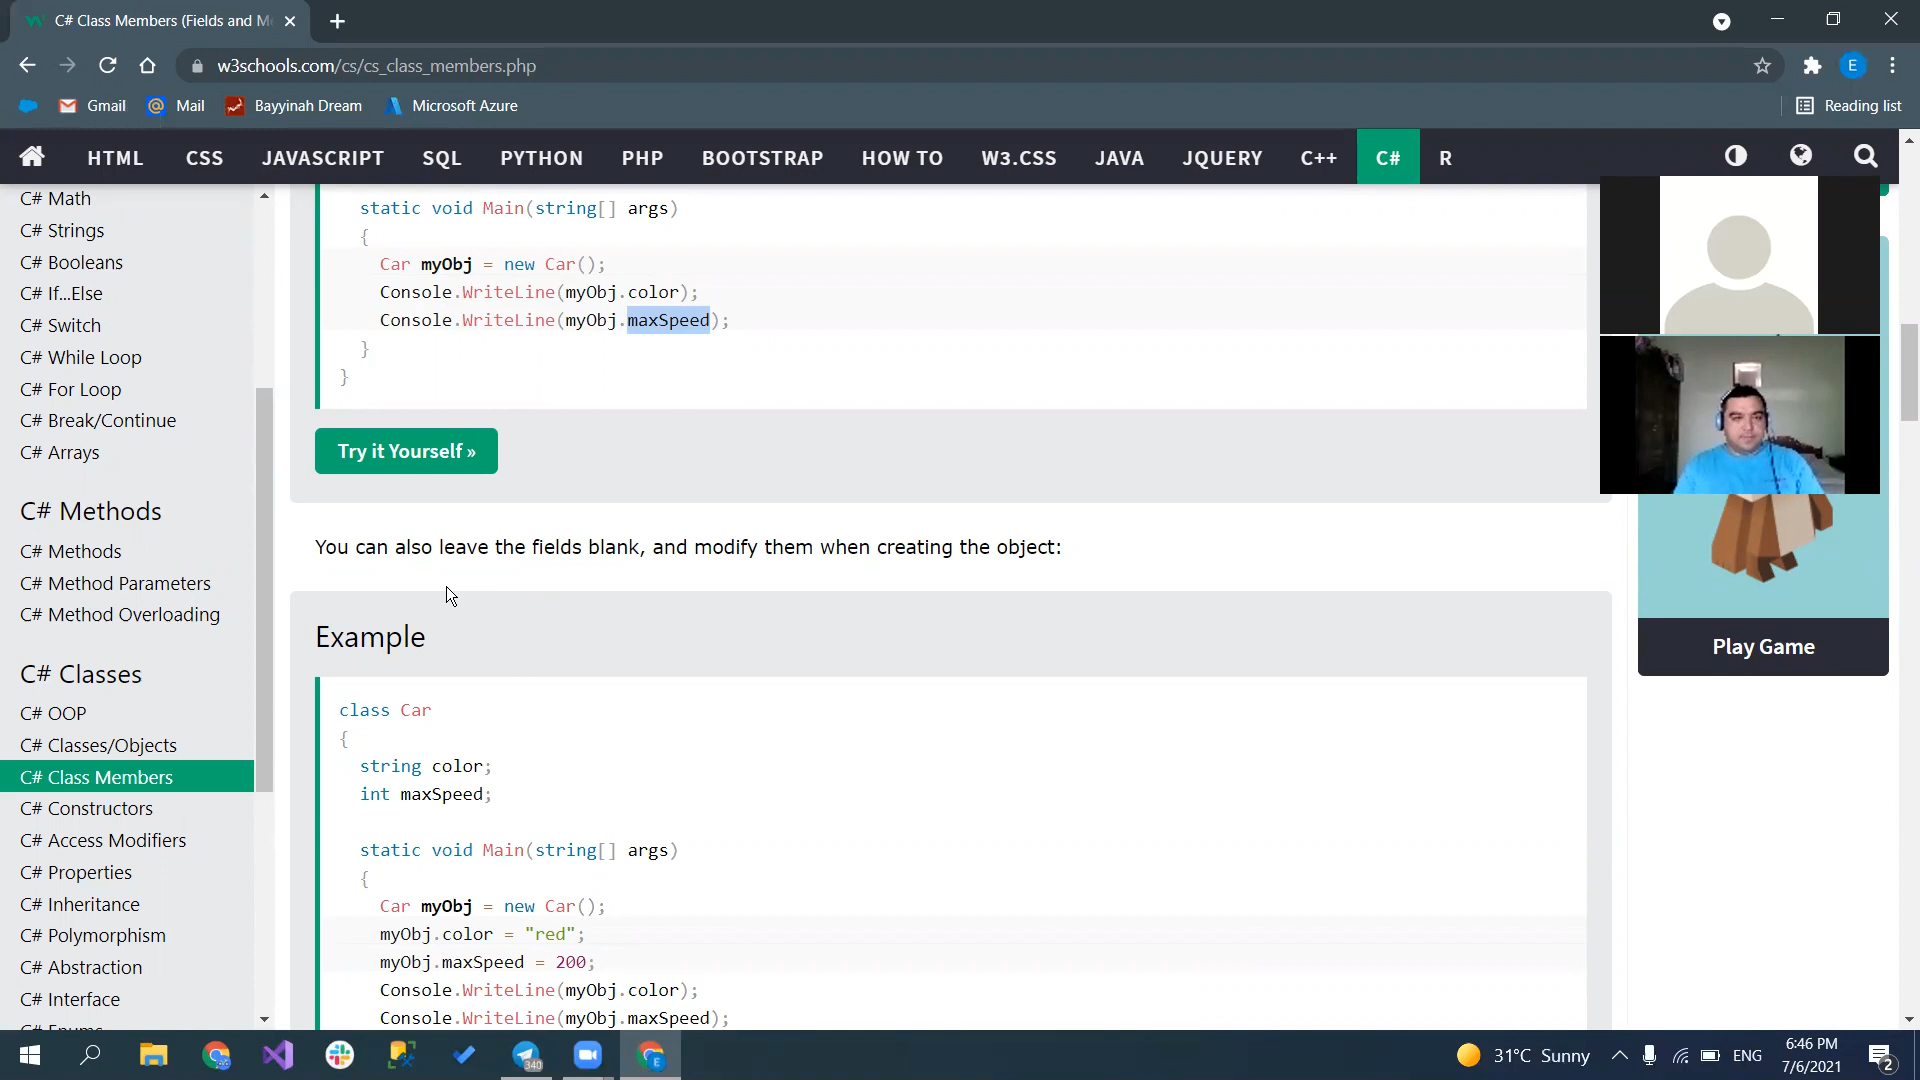 C# Class Members (Fields and Me
w3schools.com/cs/cs_class_members.php
E
Gmail
Mail
Bayyinah Dream
Microsoft Azure
Reading list
HTML
CSS
JAVASCRIPT
SQL
PYTHON
PHP
BOOTSTRAP
HOW TO
W3.CSS
JAVA
JQUERY
C++
C#
R
C# Math
C# Strings
C# Booleans
C# If...Else
C# Switch
C# While Loop
C# For Loop
C# Break/Continue
C# Arrays
C# Methods
C# Methods
C# Method Parameters
C# Method Overloading
C# Classes
C# OOP
C# Classes/Objects
C# Class Members
C# Constructors
C# Access Modifiers
C# Properties
C# Inheritance
C# Polymorphism
C# Abstraction
C# Interface
C# Enums
static void Main(string[] args)
{
Car myObj = new Car();
Console.WriteLine(myObj.color);
Console.WriteLine(myObj.maxSpeed);
}
}
Try it Yourself »
You can also leave the fields blank, and modify them when creating the object:
Example
class Car
{
string color;
int maxSpeed;
static void Main(string[] args)
{
Car myObj = new Car();
myObj.color = "red";
myObj.maxSpeed = 200;
Console.WriteLine(myObj.color);
Console.WriteLine(myObj.maxSpeed);
Play Game
340
E
31°C Sunny
ENG
6:46 PM
7/6/2021
2